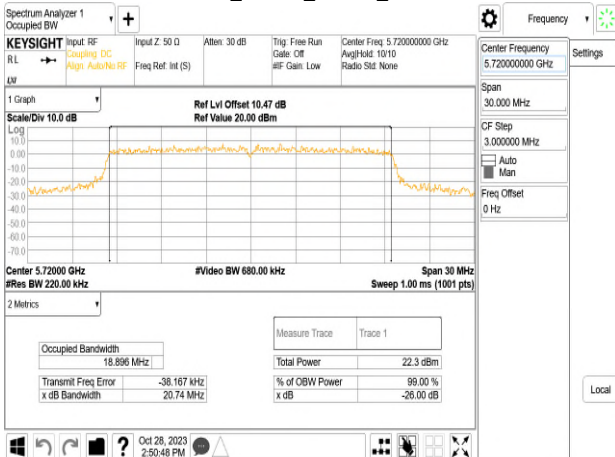 Spectrum Analyzer 1
Occupied BW
Frequency
KEYSIGHT
RL
Input: RF
Coupling: DC
Align: Auto/No RF
Input Z: 50 Ω
Freq Ref: Int (S)
Atten: 30 dB
Trig: Free Run
Gate: Off
#IF Gain: Low
Center Freq: 5.720000000 GHz
Avg|Hold: 10/10
Radio Std: None
Center Frequency
5.720000000 GHz
Settings
Span
30.000 MHz
CF Step
3.000000 MHz
Auto
Man
Freq Offset
0 Hz
Local
1 Graph
Scale/Div 10.0 dB
Ref Lvl Offset 10.47 dB
Ref Value 20.00 dBm
Log
10.0
0.00
-10.0
-20.0
-30.0
-40.0
-50.0
-60.0
-70.0
Center 5.72000 GHz
#Video BW 680.00 kHz
Span 30 MHz
#Res BW 220.00 kHz
Sweep 1.00 ms (1001 pts)
2 Metrics
Measure Trace
Trace 1
Occupied Bandwidth
18.896 MHz
Total Power
22.3 dBm
Transmit Freq Error
-38.167 kHz
% of OBW Power
99.00 %
x dB Bandwidth
20.74 MHz
x dB
-26.00 dB
?
Oct 28, 2023
2:50:48 PM